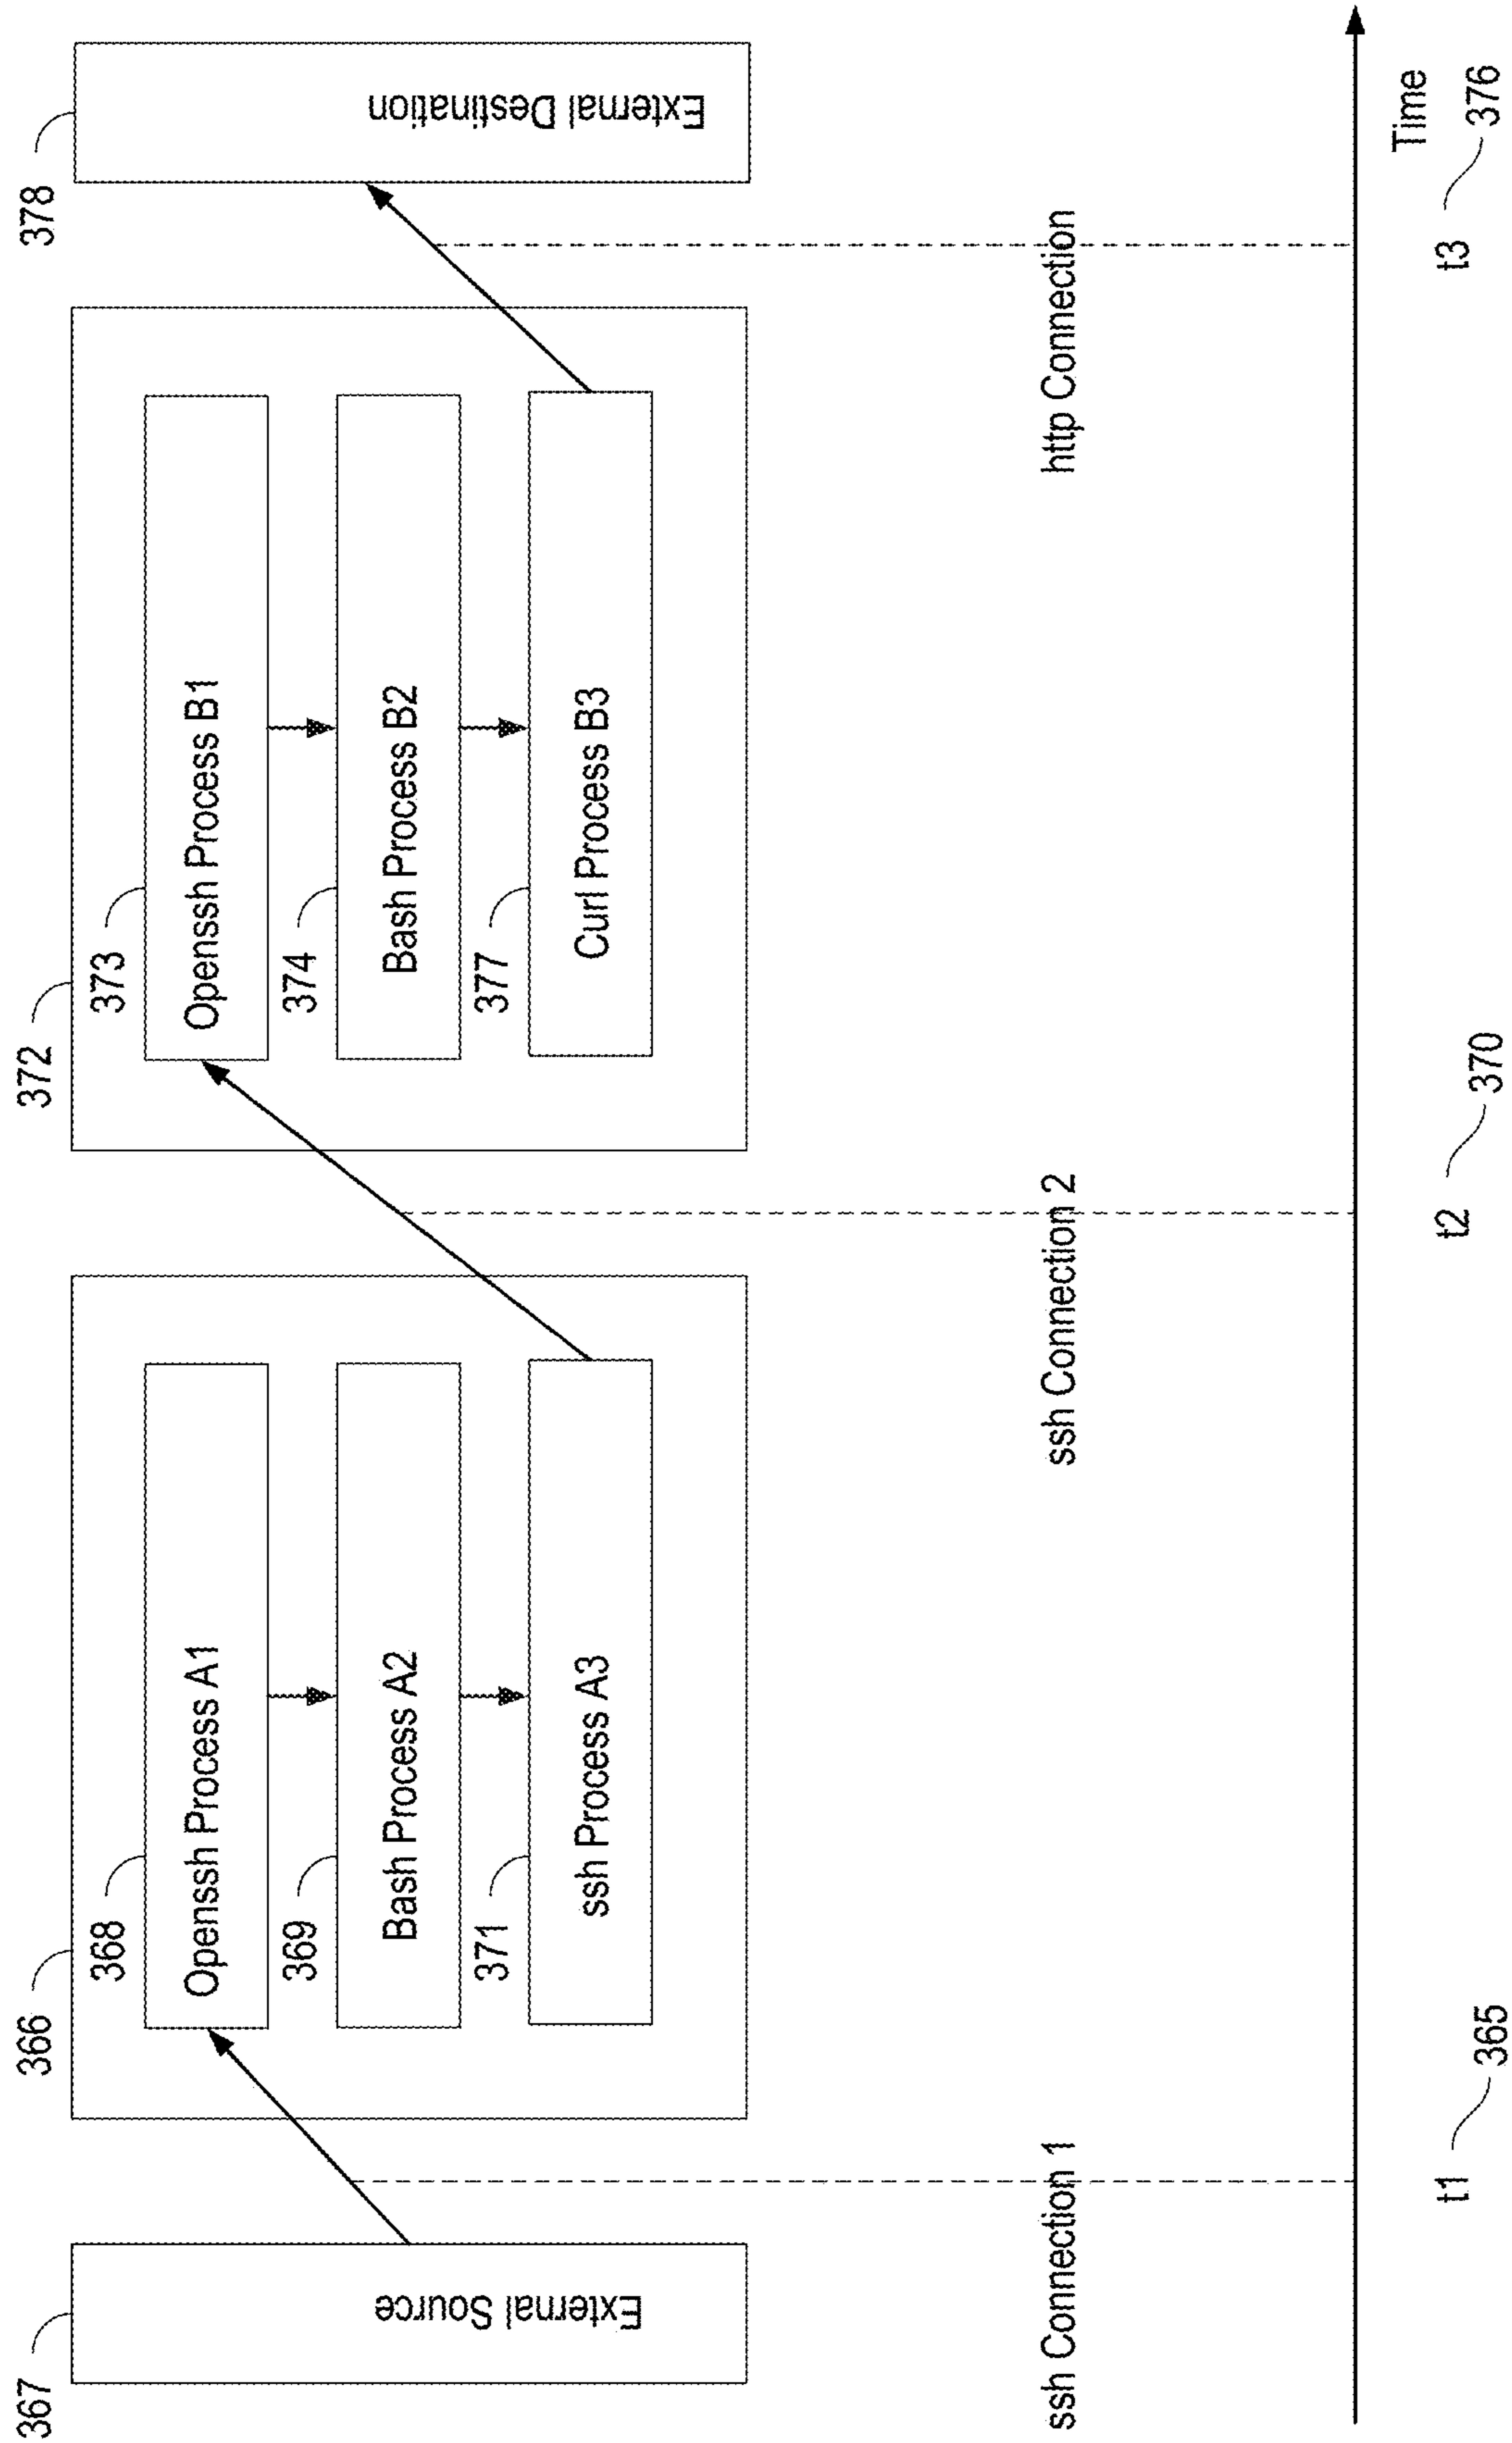 367
External Source
366
368
Openssh Process A1
369
Bash Process A2
371
ssh Process A3
372
373
Openssh Process B1
374
Bash Process B2
377
Curl Process B3
378
External Destination
ssh Connection 1
ssh Connection 2
http Connection
Time
t1
365
t2
370
t3
376